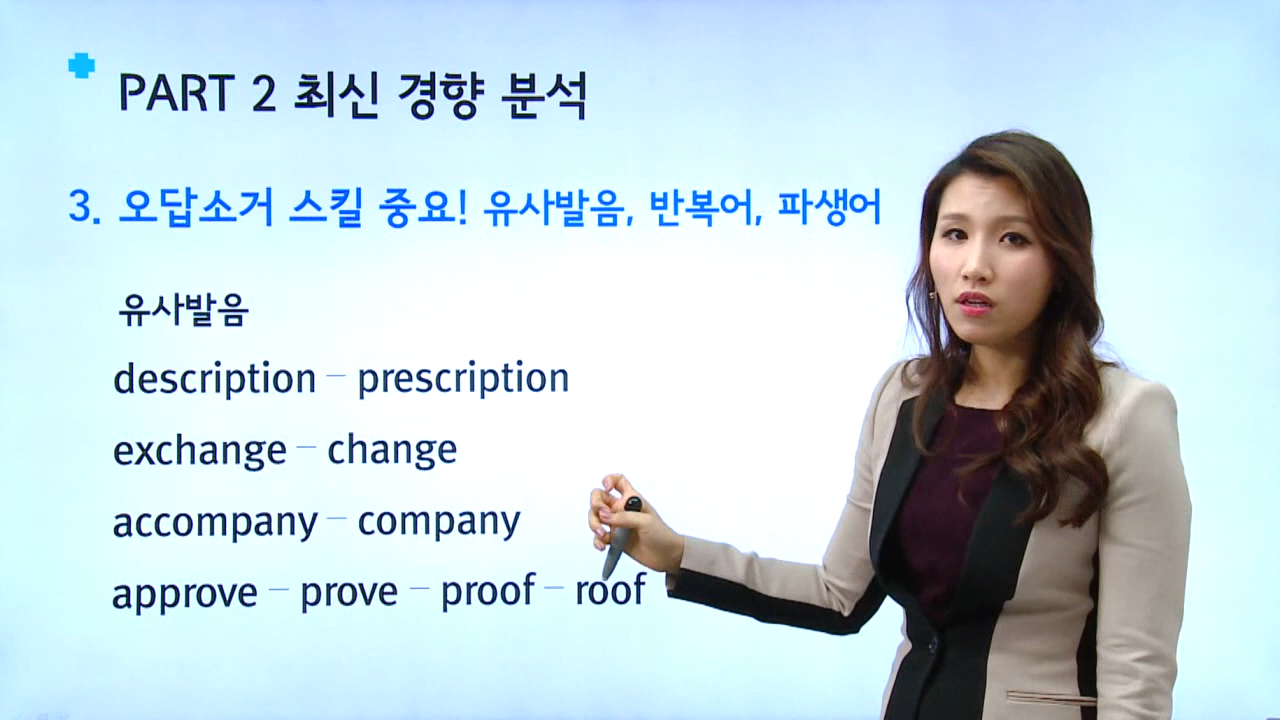 PART 2 최신 경향 분석
3. 오답소거 스킬 중요! 유사발음, 반복어, 파생어
유사발음
description – prescription
exchange – change
accompany – company
approve – prove – proof – roof